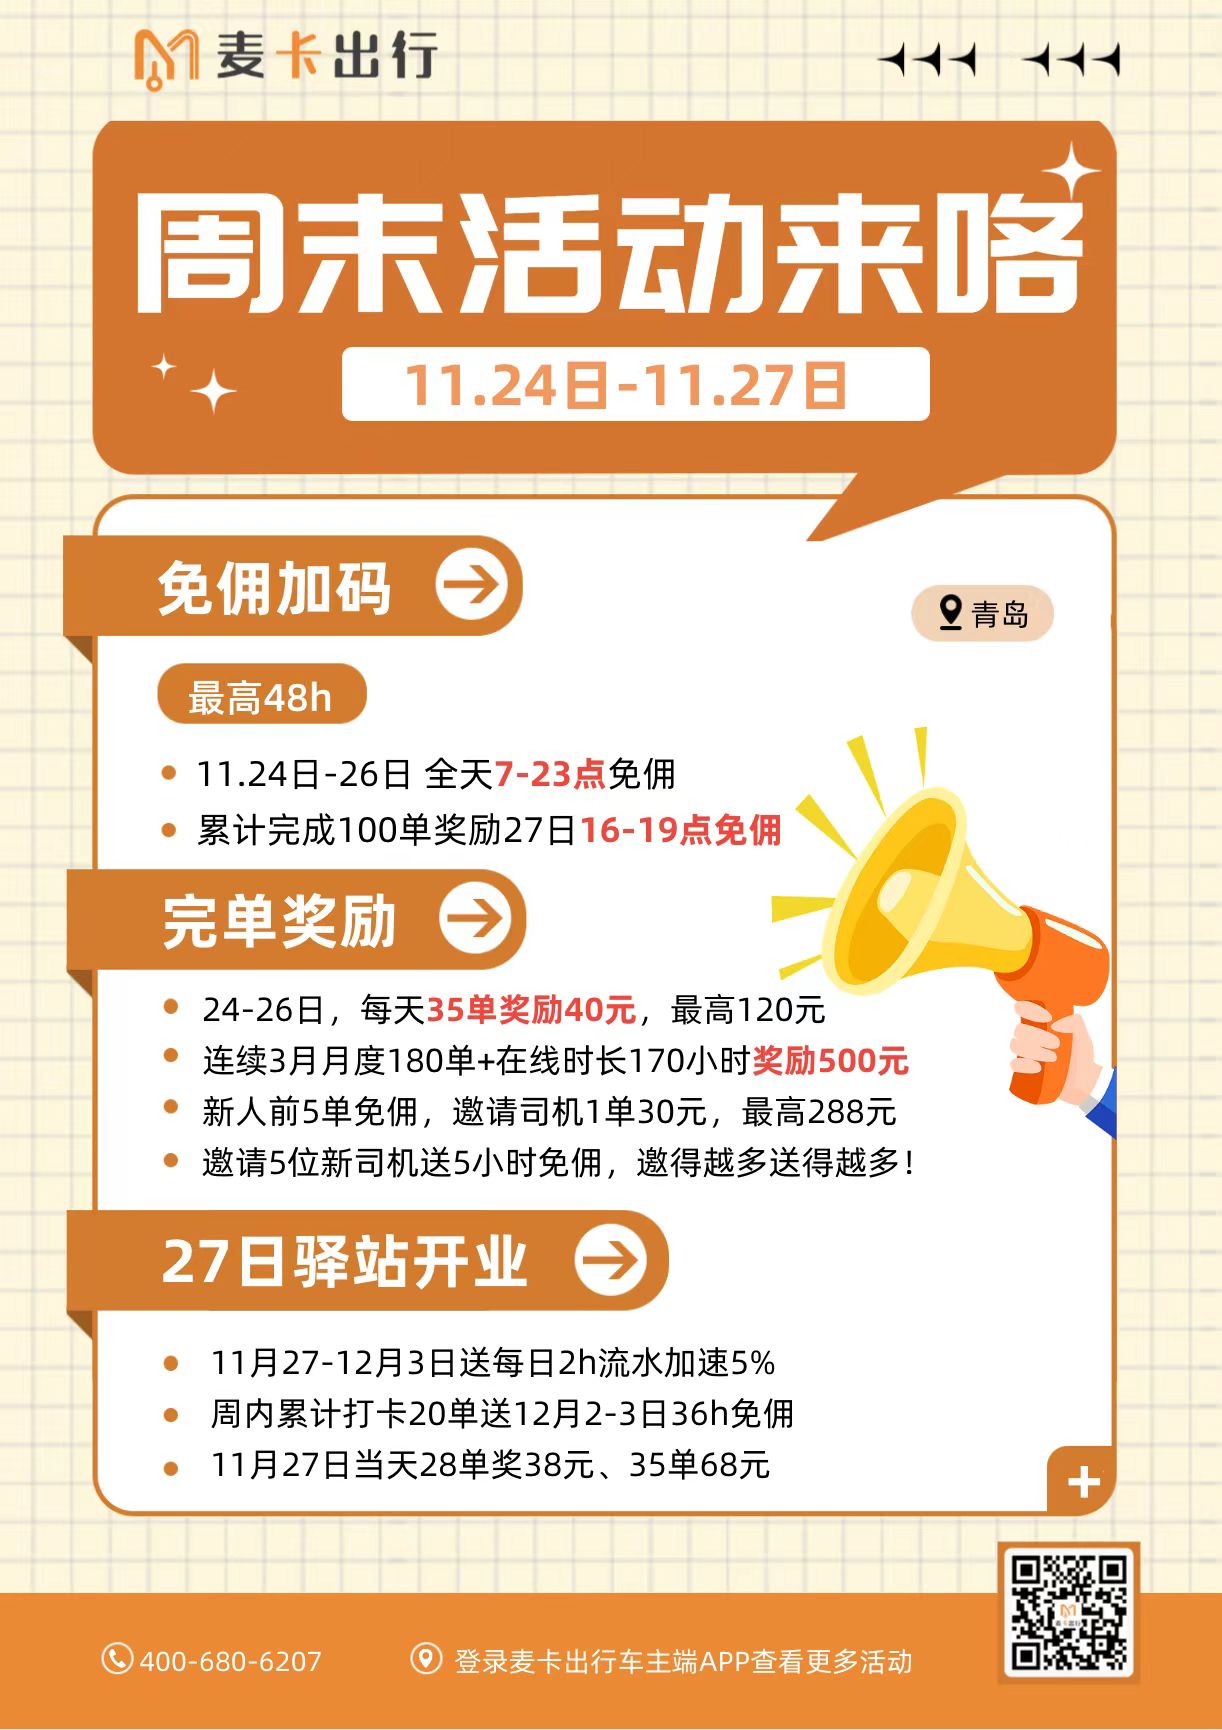 麦卡出行
周末活动来咯
11.24日-11.27日
免佣加码
青岛
最高48h
11.24日-26日 全天7-23点免佣
累计完成100单奖励27日16-19点免佣
完单奖励
24-26日，每天35单奖励40元，最高120元
连续3月月度180单+在线时长170小时奖励500元
新人前5单免佣，邀请司机1单30元，最高288元
邀请5位新司机送5小时免佣，邀得越多送得越多！
27日驿站开业
11月27-12月3日送每日2h流水加速5%
周内累计打卡20单送12月2-3日36h免佣
11月27日当天28单奖38元、35单68元
麦卡出行
400-680-6207
登录麦卡出行车主端APP查看更多活动